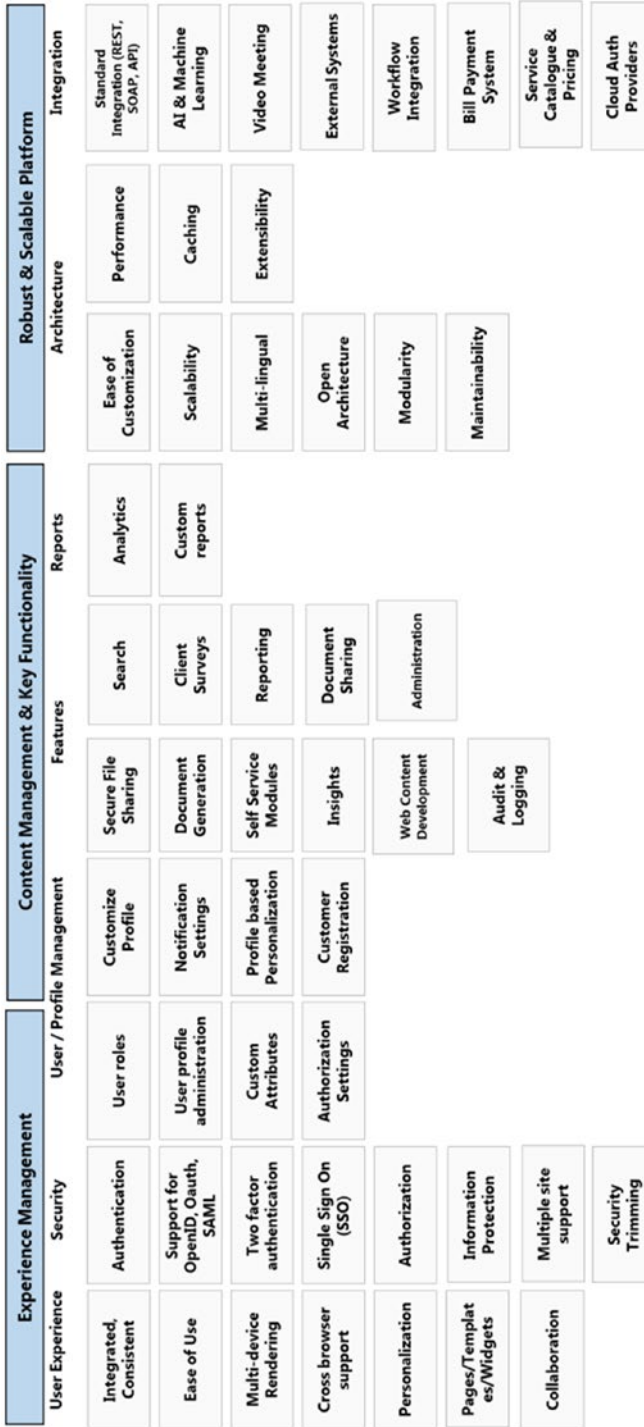 Experience Management
Content Management & Key Functionality
Robust & Scalable Platform
User Experience
Security
User / Profile Management
Features
Reports
Architecture
Integration
Integrated,
Consistent
Ease of Use
Multi-device
Rendering
Cross browser
support
Personalization
Pages/Templat
es/Widgets
Collaboration
Authentication
Support for
OpenID, Oauth,
SAML
Two factor
authentication
Single Sign On
(SSO)
Authorization
Information
Protection
Multiple site
support
Security
Trimming
User roles
User profile
administration
Custom
Attributes
Authorization
Settings
Customize
Profile
Notification
Settings
Profile based
Personalization
Customer
Registration
Secure File
Sharing
Document
Generation
Self Service
Modules
Insights
Web Content
Development
Audit &
Logging
Search
Client
Surveys
Reporting
Document
Sharing
Administration
Analytics
Custom
reports
Ease of
Customization
Scalability
Multi-lingual
Open
Architecture
Modularity
Maintainability
Performance
Caching
Extensibility
Standard
Integration (REST,
SOAP, API)
AI & Machine
Learning
Video Meeting
External Systems
Workflow
Integration
Bill Payment
System
Service
Catalogue &
Pricing
Cloud Auth
Providers